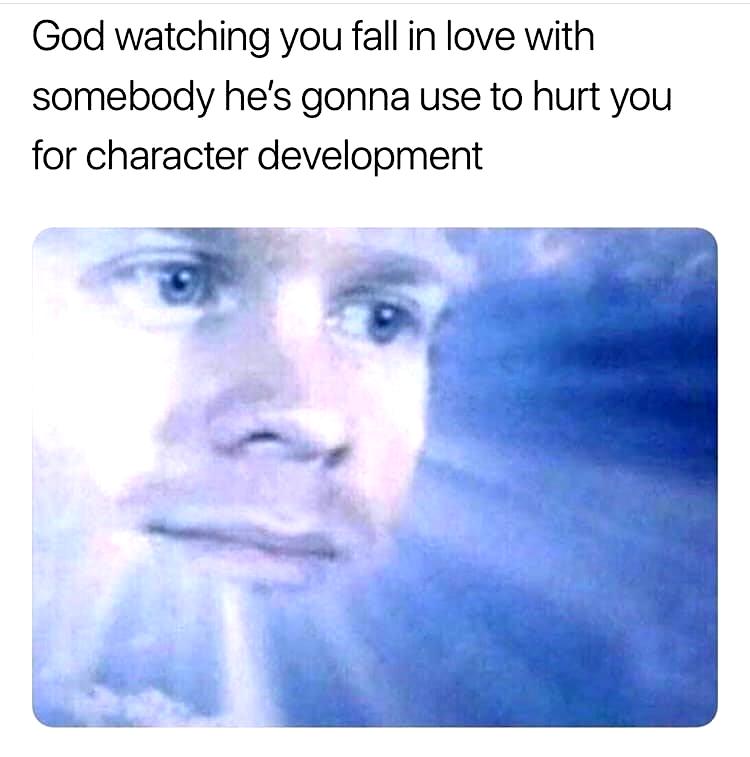 God watching you fall in love with
somebody he's gonna use to hurt you
for character development